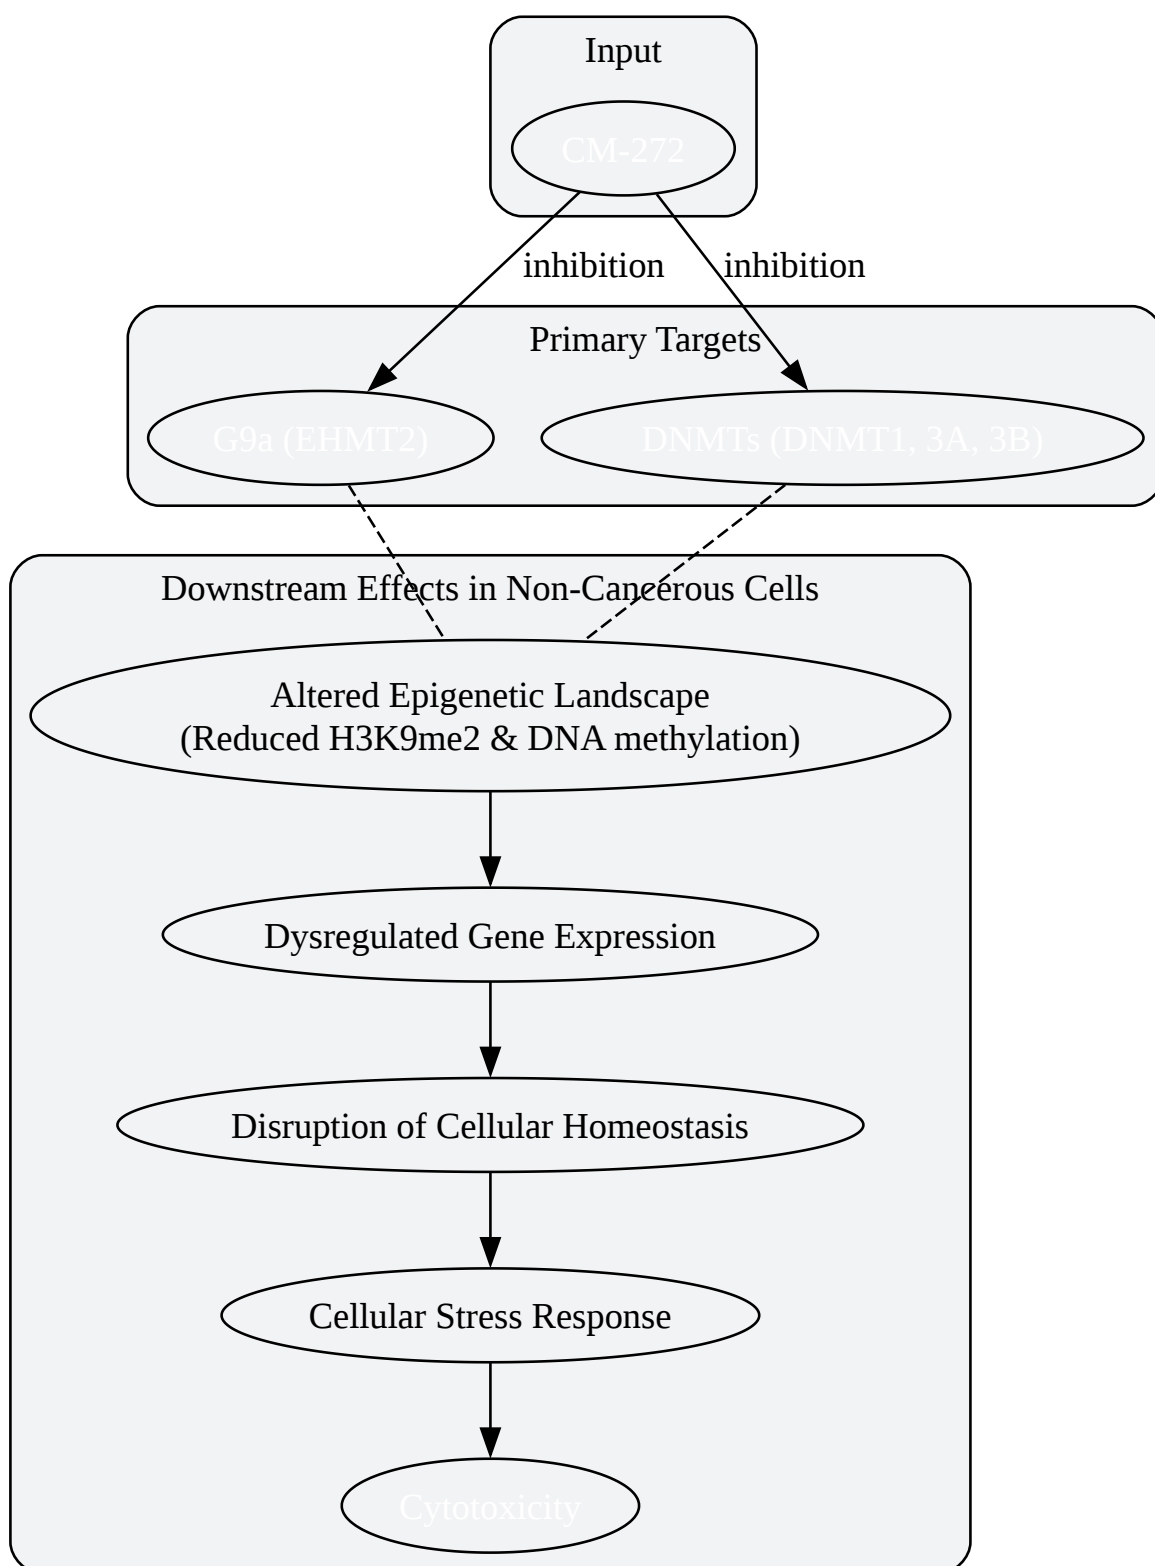 Input
CM-272
inhibition
inhibition
Primary Targets
G9a (EHMT2)
DNMTs (DNMT1, 3A, 3B)
Downstream Effects in Non-Cancerous Cells
Altered Epigenetic Landscape
(Reduced H3K9me2 & DNA methylation)
Dysregulated Gene Expression
Disruption of Cellular Homeostasis
Cellular Stress Response
Cytotoxicity